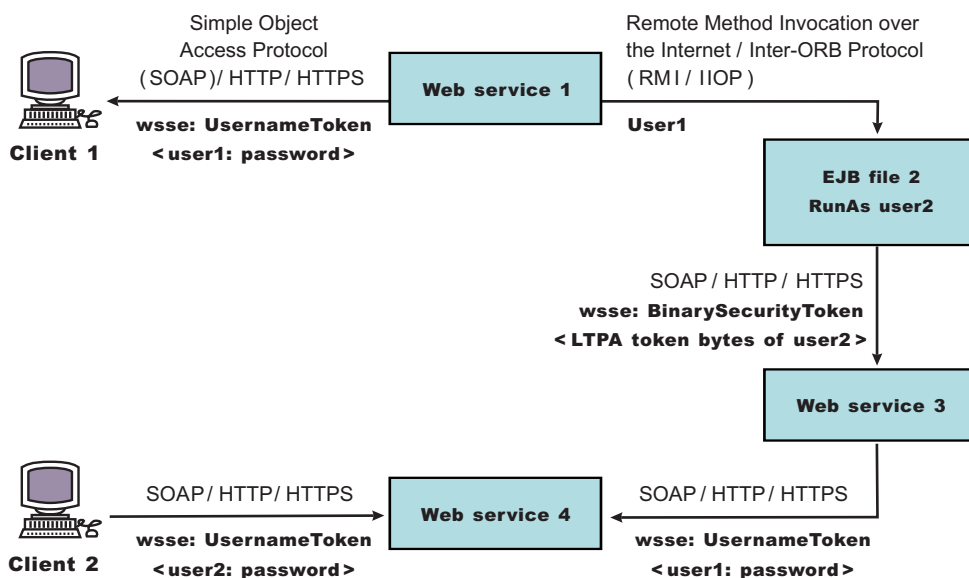 Simple Object
Access Protocol
(SOAP)/ HTTP/ HTTPS
wsse: UsernameToken
<user1: password>
Client 1
Web service 1
Remote Method Invocation over
the Internet / Inter-ORB Protocol
(RMI / IIOP)
User1
EJB file 2
RunAs user2
SOAP / HTTP / HTTPS
wsse: BinarySecurityToken
<LTPA token bytes of user2>
Web service 3
SOAP/ HTTP/ HTTPS
wsse: UsernameToken
<user1: password>
Web service 4
SOAP/ HTTP/ HTTPS
wsse: UsernameToken
<user2: password>
Client 2